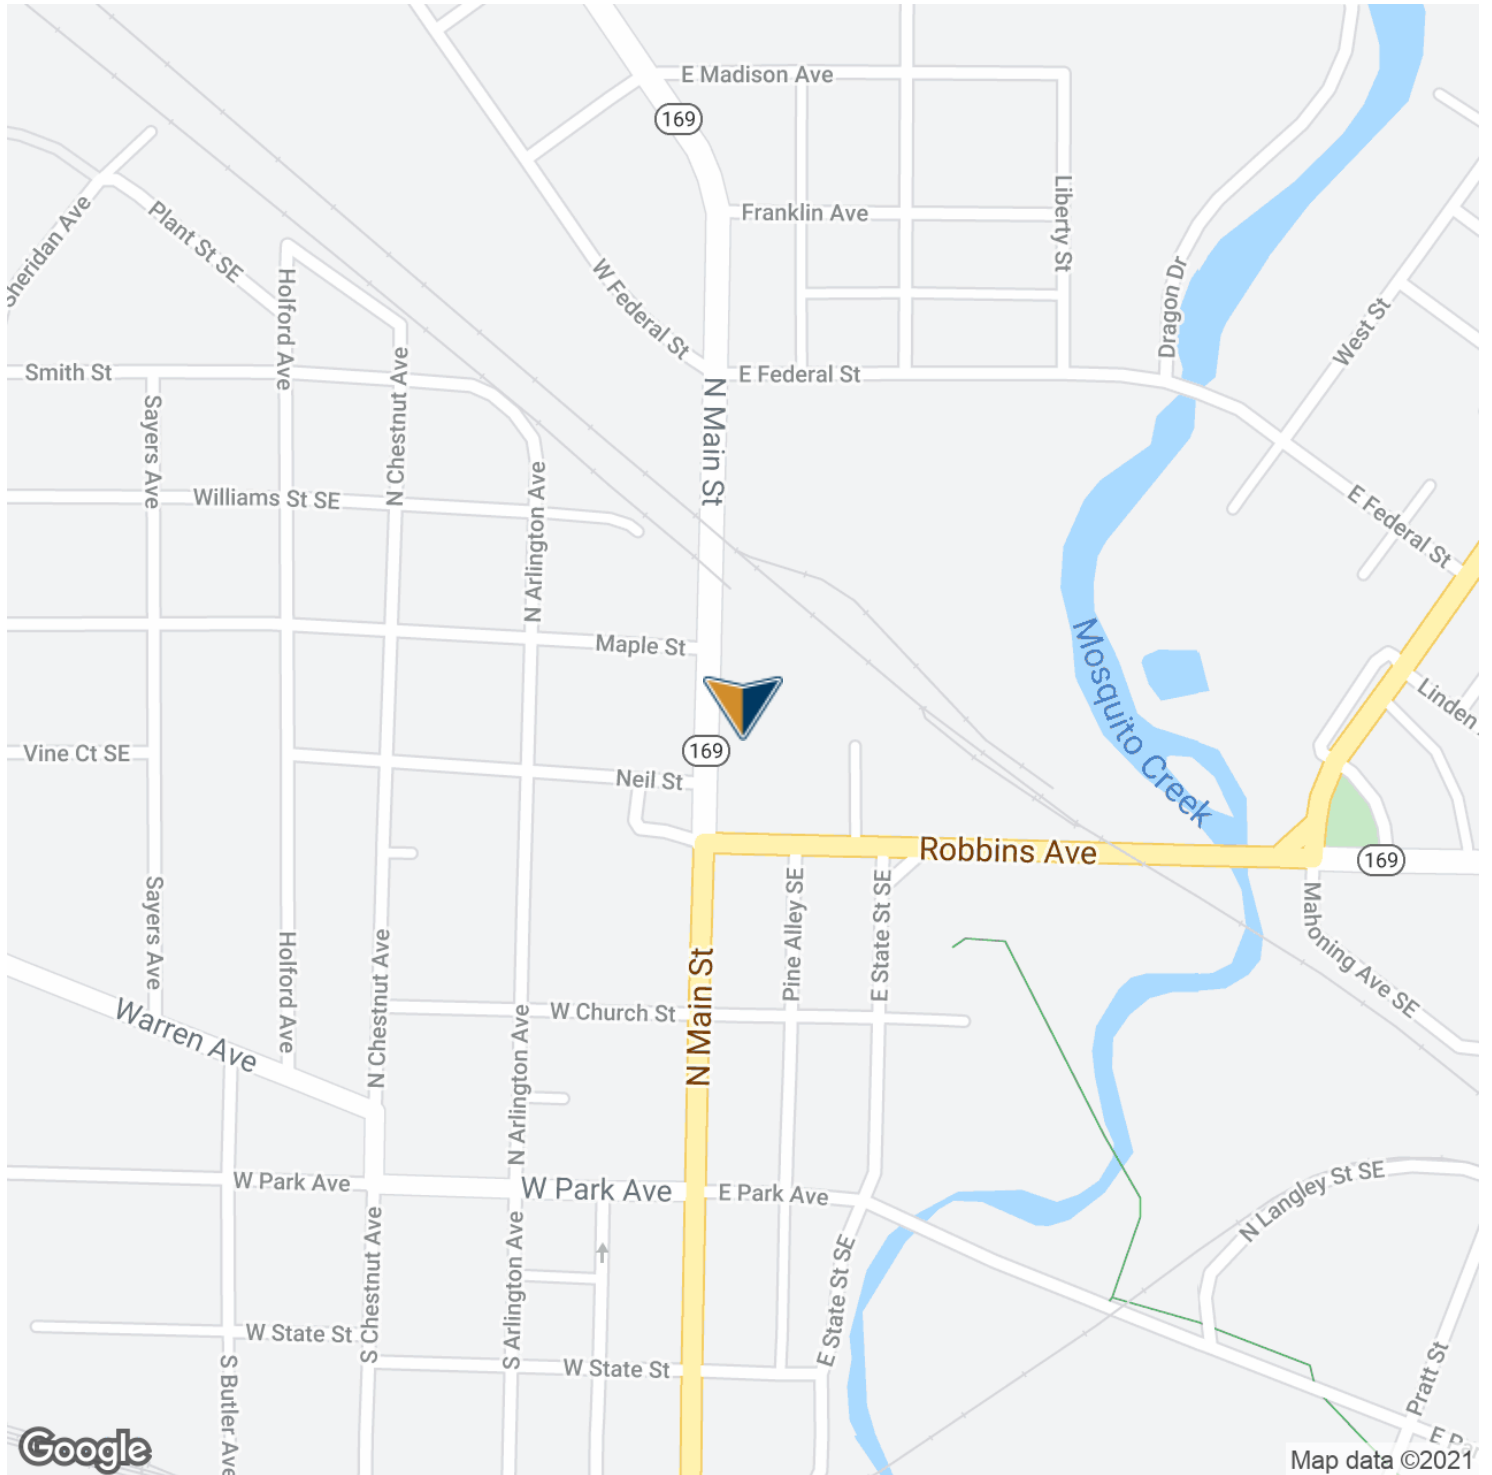 E Madison Ave
169
Franklin Ave
Liberty St
Sheridan Ave
Plant St SE
Holford Ave
W Federal St
Dragon Dr
West St
Smith St
N Chestnut Ave
E Federal St
N Main St
Sayers Ave
Williams St SE
N Arlington Ave
E Federal St
Maple St
Mosquito Creek
Linden
Vine Ct SE
169
Neil St
Robbins Ave
169
Sayers Ave
Holford Ave
N Chestnut Ave
Pine Alley SE
E State St SE
Mahoning Ave SE
N Main St
W Church St
Warren Ave
N Arlington Ave
W Park Ave
W Park Ave
E Park Ave
N Langley St SE
S Chestnut Ave
S Arlington Ave
E State St SE
W State St
W State St
S Butler Ave
Pratt St
E
Google
Map data ©2021